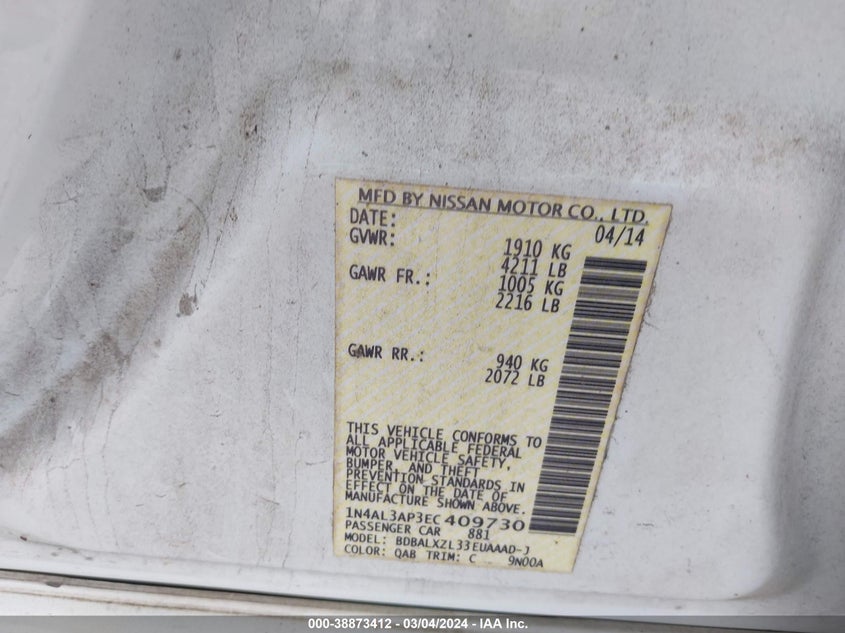 MFD BY NISSAN MOTOR CO., LTD.
DATE: 04/14
GVWR: 1910 KG
4211 LB
GAWR FR.: 1005 KG
2216 LB
GAWR RR.: 940 KG
2072 LB
THIS VEHICLE CONFORMS TO
ALL APPLICABLE FEDERAL
MOTOR VEHICLE SAFETY,
BUMPER, AND THEFT
PREVENTION STANDARDS IN
EFFECT ON THE DATE OF
MANUFACTURE SHOWN ABOVE.
1N4AL3AP3EC409730
PASSENGER CAR 881
MODEL: BDBALXZL33EUAAAD-J
COLOR: QAB TRIM: C 9N00A
000-38873412 - 03/04/2024 - IAA Inc.